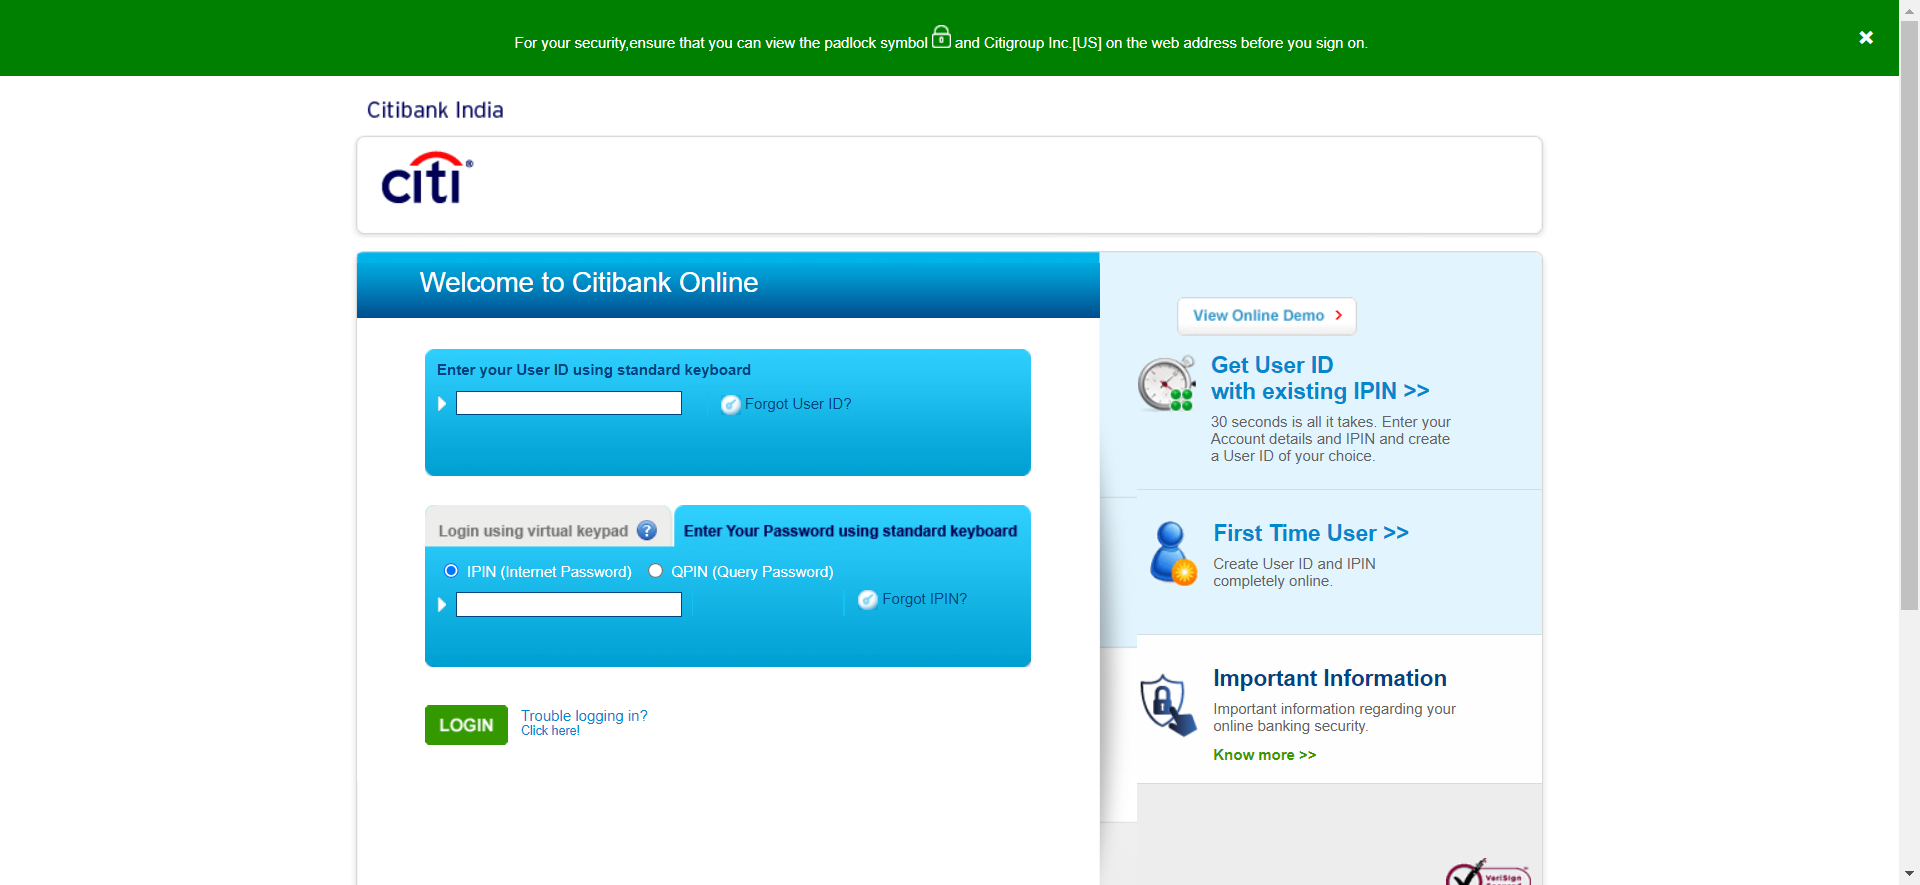 For your security,ensure that you can view the padlock symbol and Citigroup Inc.[US] on the web address before you sign on.
Citibank India
citi®
Welcome to Citibank Online
Enter your User ID using standard keyboard
Forgot User ID?
Login using virtual keypad ?
Enter Your Password using standard keyboard
IPIN (Internet Password)
QPIN (Query Password)
Forgot IPIN?
LOGIN
Trouble logging in?
Click here!
View Online Demo
Get User ID
with existing IPIN >>
30 seconds is all it takes. Enter your
Account details and IPIN and create
a User ID of your choice.
First Time User >>
Create User ID and IPIN
completely online.
Important Information
Important information regarding your
online banking security.
Know more >>
VeriSign